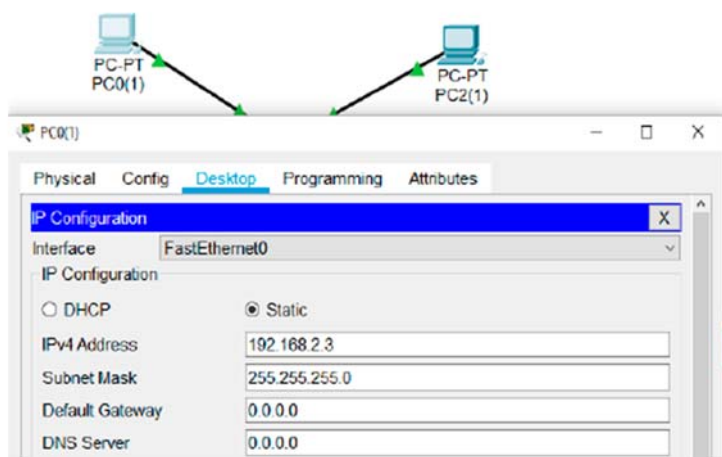 PC-PT
PC0(1)
PC-PT
PC2(1)
PC0(1)
Physical Config Desktop Programming Attributes
IP Configuration X
Interface FastEthernet0
IP Configuration
DHCP Static
IPv4 Address 192.168.2.3
Subnet Mask 255.255.255.0
Default Gateway 0.0.0.0
DNS Server 0.0.0.0